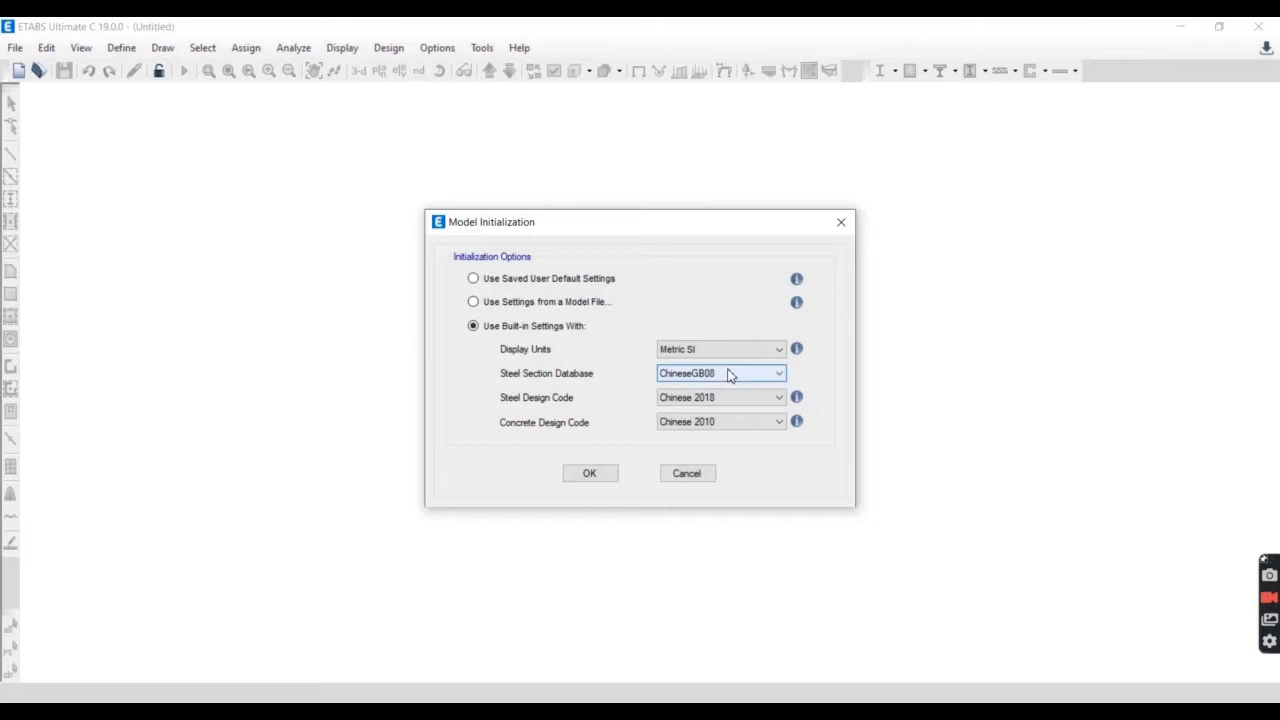 ETABS Ultimate C 19.0.0 - (Untitled)
File Edit View Define Draw Select Assign Analyze Display Design Options Tools Help
3-d nd
Model Initialization
Initialization Options
Use Saved User Default Settings
Use Settings from a Model File...
Use Built-in Settings With:
Display Units Metric SI
Steel Section Database ChineseGB08
Steel Design Code Chinese 2018
Concrete Design Code Chinese 2010
OK Cancel